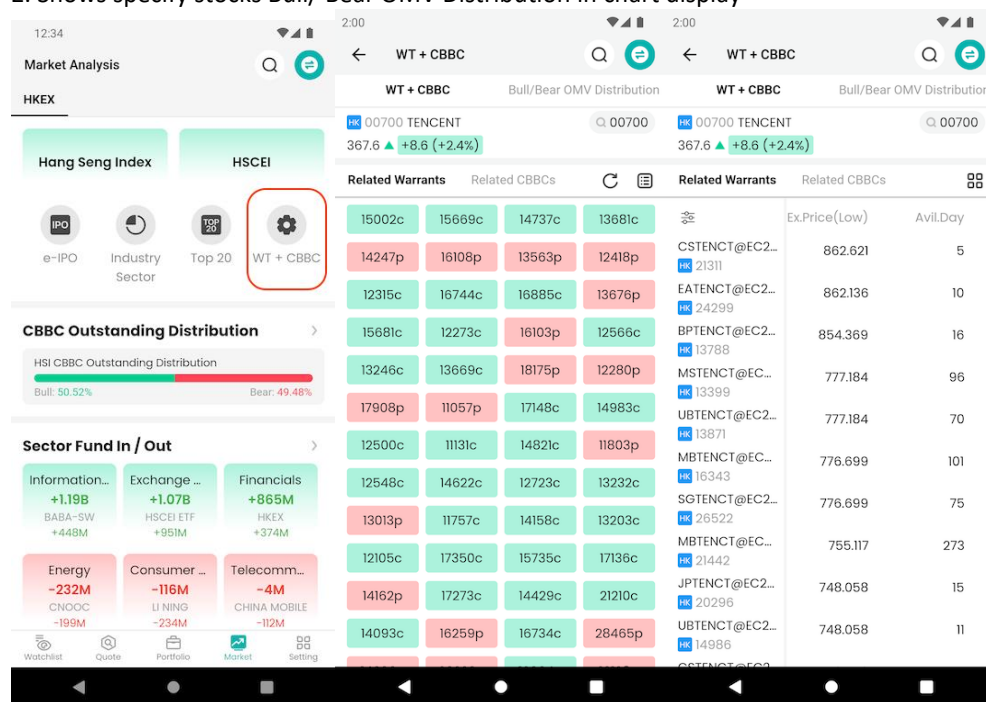 2. Shows specify stocks Bull/ Bear OMV Distribution in chart display
12:34
Market Analysis
HKEX
Hang Seng Index
HSCEI
IPO
TOP
20
e-IPO
Industry
Sector
Top 20
WT + CBBC
CBBC Outstanding Distribution
HSI CBBC Outstanding Distribution
Bull: 50.52%
Bear: 49.48%
Sector Fund In / Out
Information...
Exchange ...
Financials
+1.19B
+1.07B
+865M
BABA-SW
HSCEI ETF
HKEX
+448M
+951M
+374M
Energy
Consumer ...
Telecomm...
-232M
-116M
-4M
CNOOC
LI NING
CHINA MOBILE
-199M
-234M
-112M
Watchlist
Quote
Portfolio
Market
Setting
2:00
WT + CBBC
WT + CBBC
Bull/Bear OMV Distribution
HK 00700 TENCENT
00700
367.6 ▲ +8.6 (+2.4%)
Related Warrants
Related CBBCs
15002c 15669c 14737c 13681c
14247p 16108p 13563p 12418p
12315c 16744c 16885c 13676p
15681c 12273c 16103p 12566c
13246c 13669c 18175p 12280p
17908p 11057p 17148c 14983c
12500c 11131c 14821c 11803p
12548c 14622c 12723c 13232c
13013p 11757c 14158c 13203c
12105c 17350c 15735c 17136c
14162p 17273c 14429c 21210c
14093c 16259p 16734c 28465p
2:00
WT + CBBC
WT + CBBC
Bull/Bear OMV Distribution
HK 00700 TENCENT
00700
367.6 ▲ +8.6 (+2.4%)
Related Warrants
Related CBBCs
Ex.Price(Low)
Avil.Day
CSTENCT@EC2... 862.621 5
HK 21311
EATENCT@EC2... 862.136 10
HK 24299
BPTENCT@EC2... 854.369 16
HK 13788
MSTENCT@EC... 777.184 96
HK 13399
UBTENCT@EC2... 777.184 70
HK 13871
MBTENCT@EC... 776.699 101
HK 16343
SGTENCT@EC2... 776.699 75
HK 26522
MBTENCT@EC... 755.117 273
HK 21442
JPTENCT@EC2... 748.058 15
HK 20296
UBTENCT@EC2... 748.058 11
HK 14986